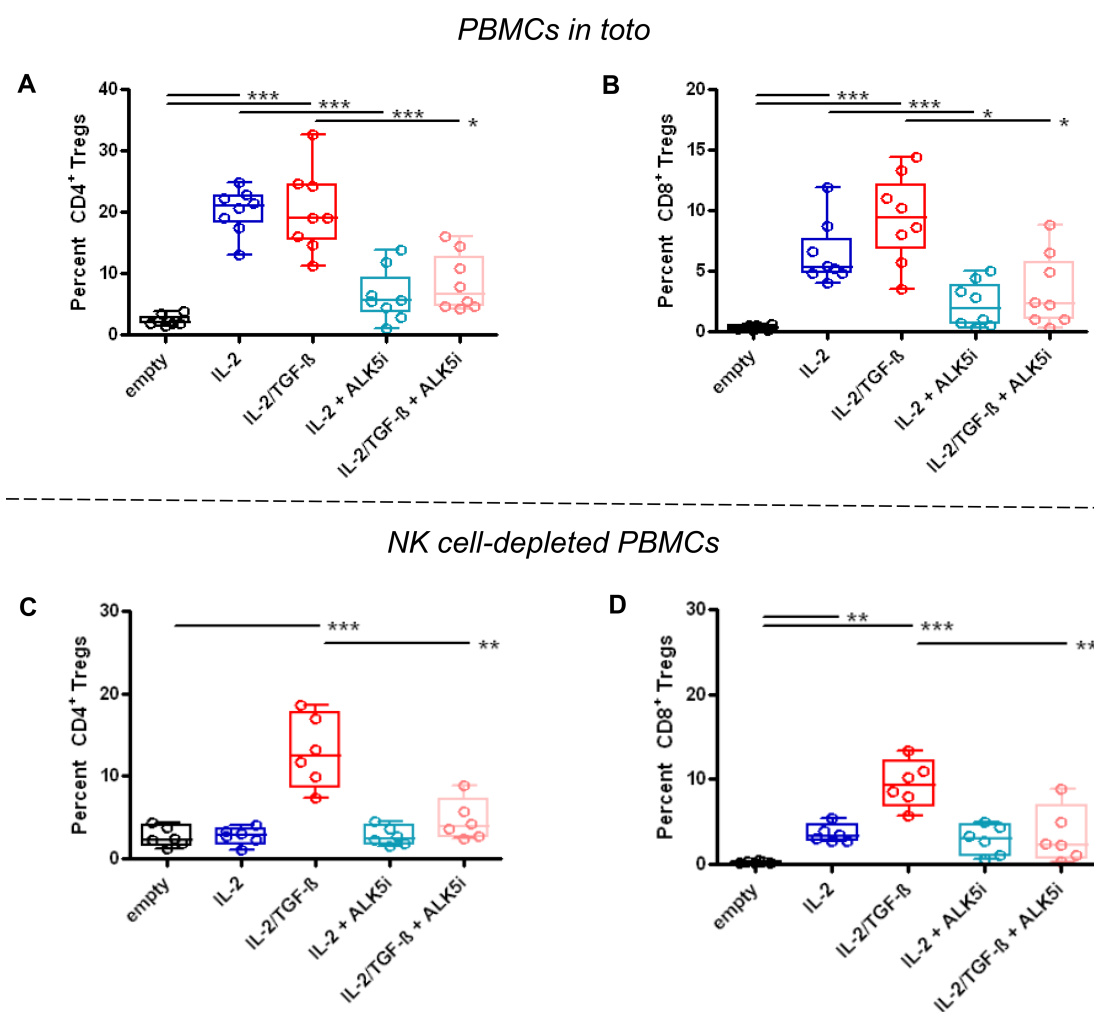 PBMCs in toto
A
B
Percent CD4⁺ Tregs
40
30
20
10
0
*** *** *** *
empty
IL-2
IL-2/TGF-ß
IL-2 + ALK5i
IL-2/TGF-ß + ALK5i
Percent CD8⁺ Tregs
20
15
10
5
0
*** *** * *
empty
IL-2
IL-2/TGF-ß
IL-2 + ALK5i
IL-2/TGF-ß + ALK5i
NK cell-depleted PBMCs
C
D
Percent CD4⁺ Tregs
30
20
10
0
*** **
empty
IL-2
IL-2/TGF-ß
IL-2 + ALK5i
IL-2/TGF-ß + ALK5i
Percent CD8⁺ Tregs
30
20
10
0
** *** **
empty
IL-2
IL-2/TGF-ß
IL-2 + ALK5i
IL-2/TGF-ß + ALK5i